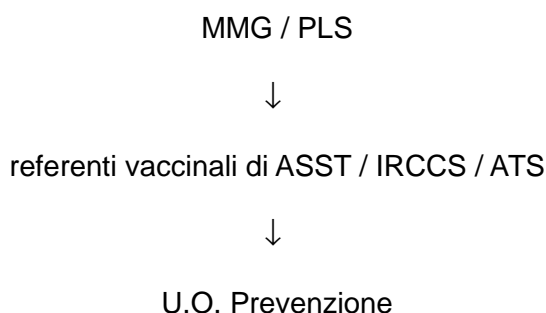 MMG / PLS
↓
referenti vaccinali di ASST / IRCCS / ATS
↓
U.O. Prevenzione